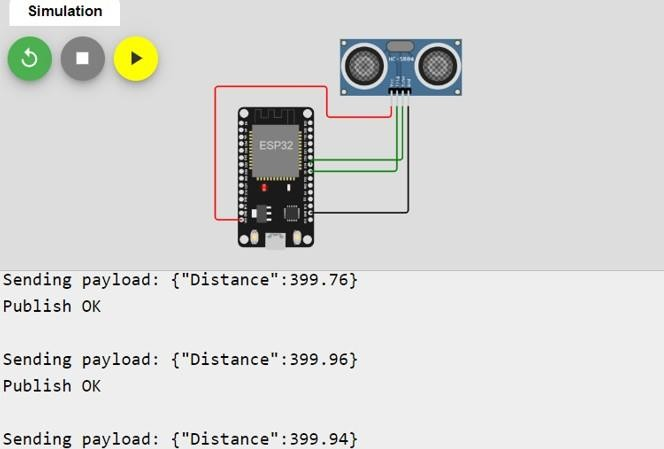 Simulation
HC-SR04
ESP32
Sending payload: {"Distance":399.76}
Publish OK
Sending payload: {"Distance":399.96}
Publish OK
Sending payload: {"Distance":399.94}